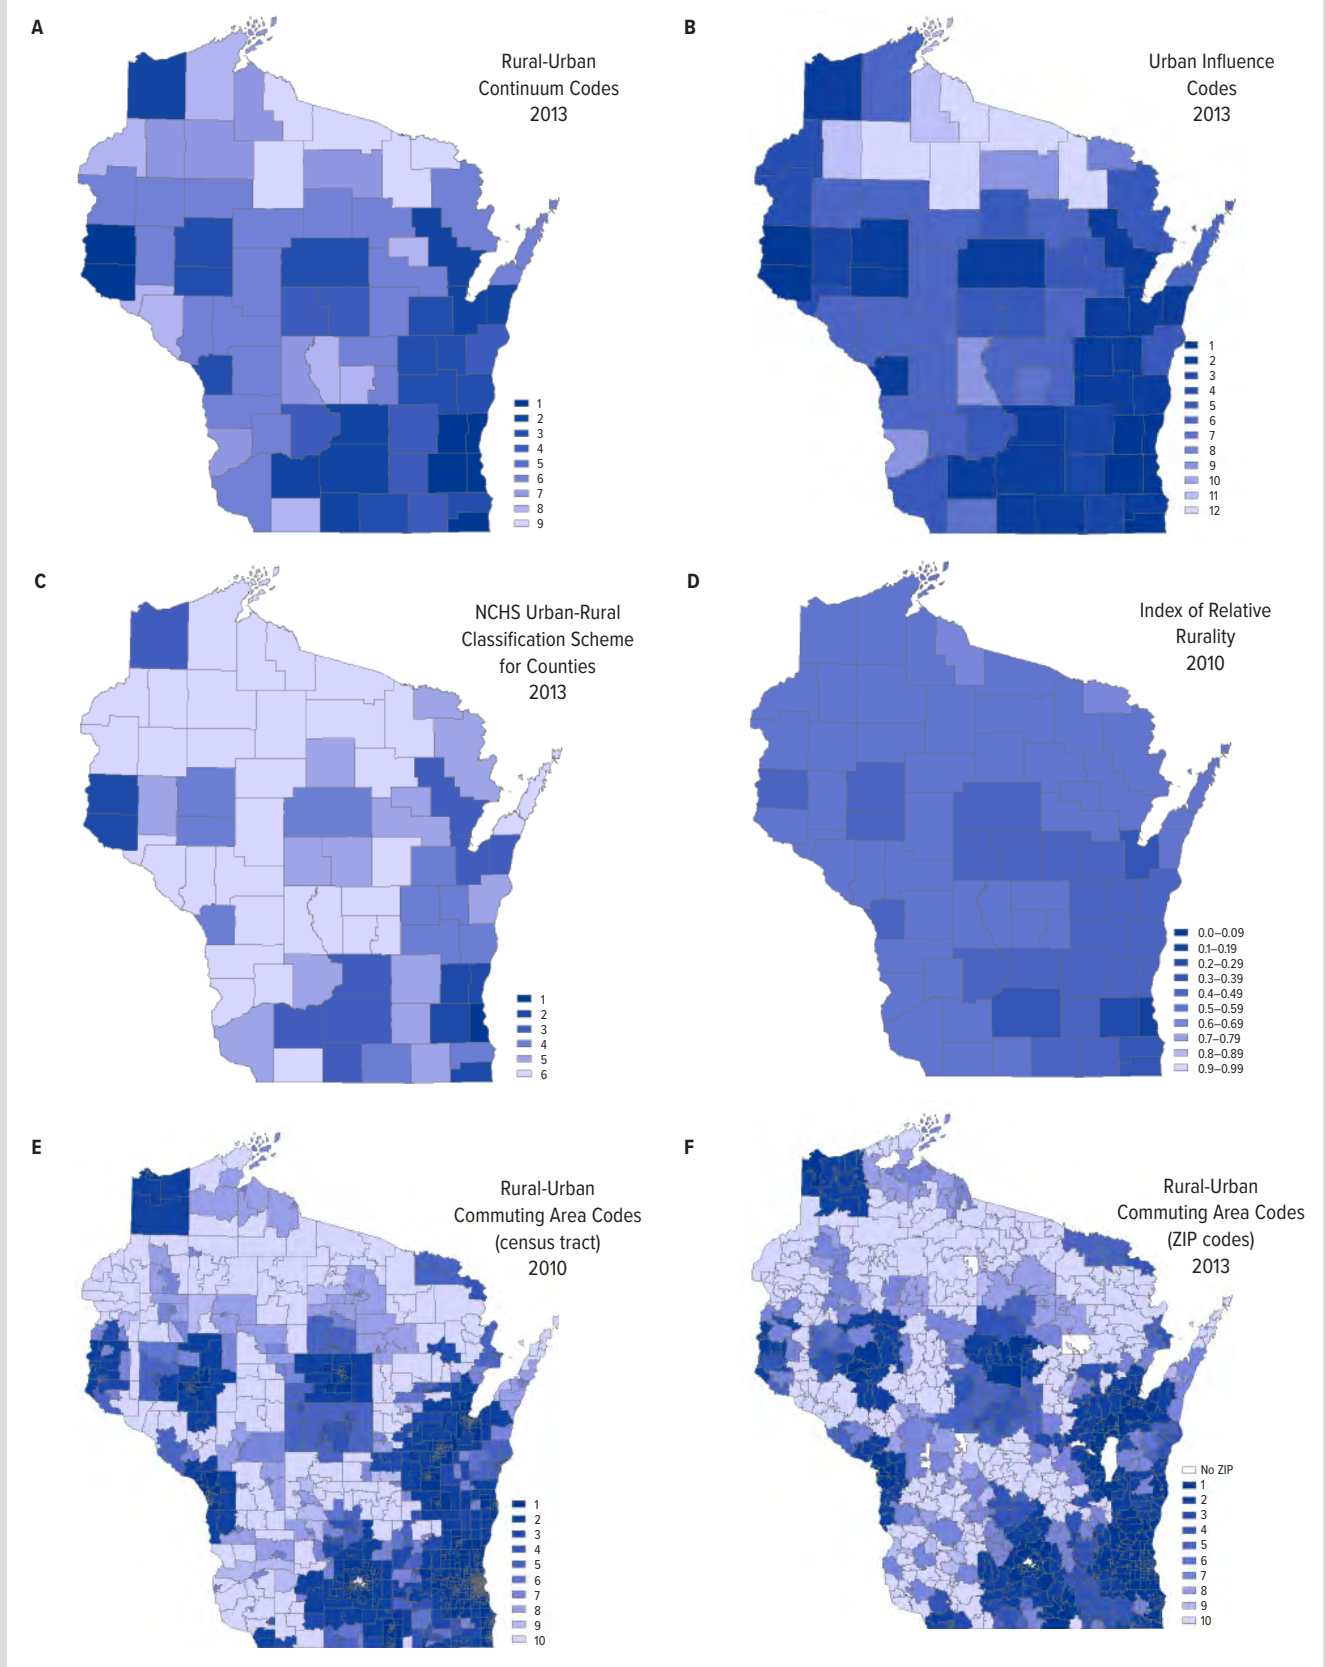 A
Rural-Urban
Continuum Codes
2013
1
2
3
4
5
6
7
8
9
B
Urban Influence
Codes
2013
1
2
3
4
5
6
7
8
9
10
11
12
C
NCHS Urban-Rural
Classification Scheme
for Counties
2013
1
2
3
4
5
6
D
Index of Relative
Rurality
2010
0.0–0.09
0.1–0.19
0.2–0.29
0.3–0.39
0.4–0.49
0.5–0.59
0.6–0.69
0.7–0.79
0.8–0.89
0.9–0.99
E
Rural-Urban
Commuting Area Codes
(census tract)
2010
1
2
3
4
5
6
7
8
9
10
F
Rural-Urban
Commuting Area Codes
(ZIP codes)
2013
No ZIP
1
2
3
4
5
6
7
8
9
10